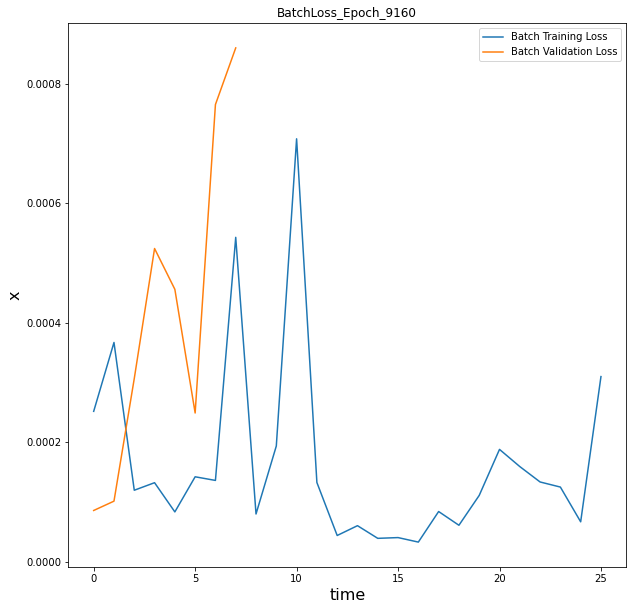 BatchLoss_Epoch_9160
Batch Training Loss
Batch Validation Loss
0.0008
0.0006
0.0004
0.0002
0.0000
x
0
5
10
15
20
25
time